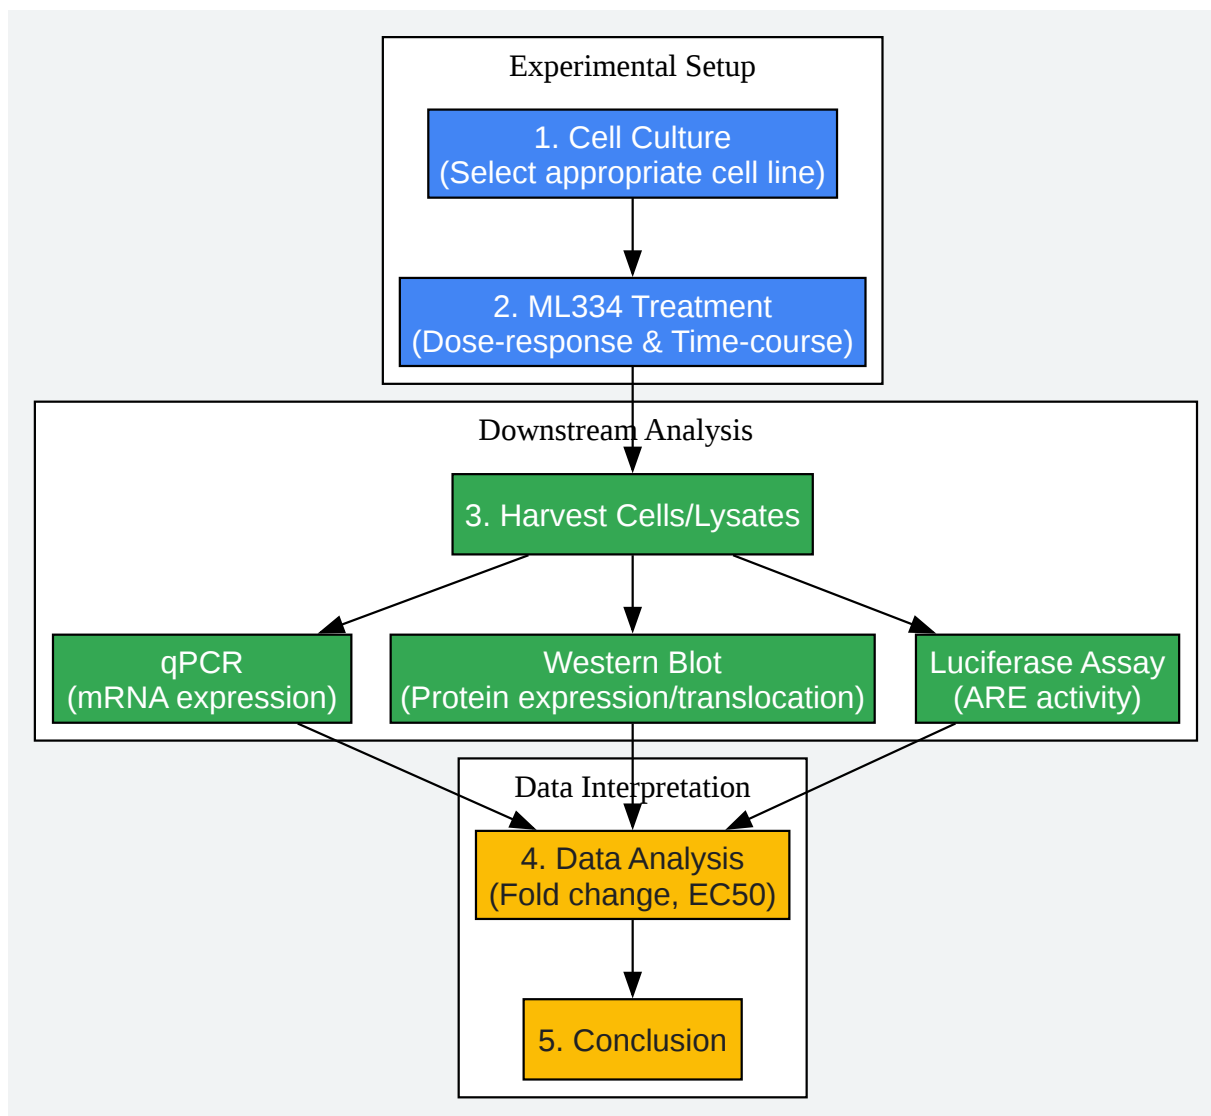 Experimental Setup
1. Cell Culture
(Select appropriate cell line)
2. ML334 Treatment
(Dose-response & Time-course)
Downstream Analysis
3. Harvest Cells/Lysates
qPCR
(mRNA expression)
Western Blot
(Protein expression/translocation)
Luciferase Assay
(ARE activity)
Data Interpretation
4. Data Analysis
(Fold change, EC50)
5. Conclusion